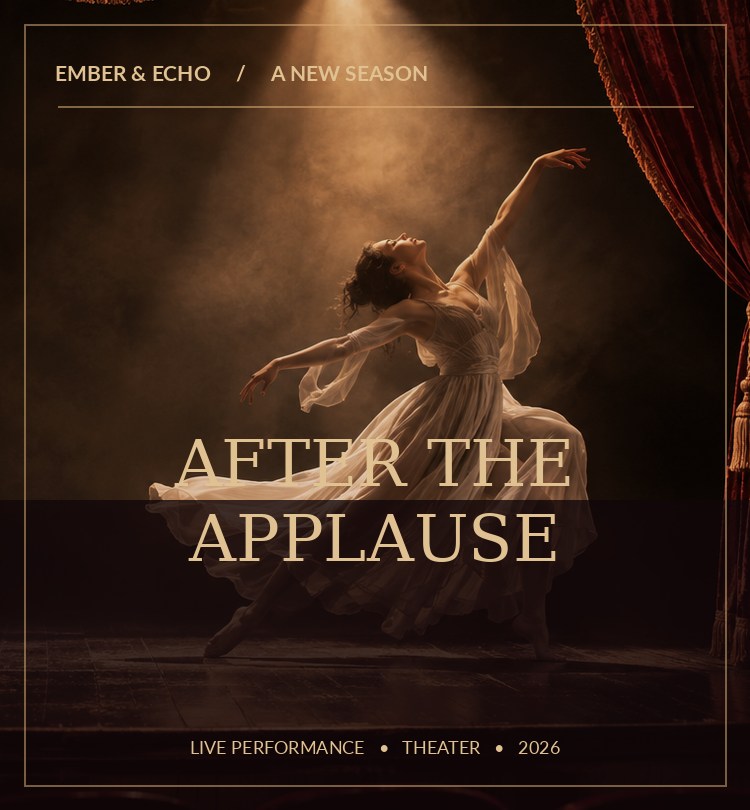 EMBER & ECHO / A NEW SEASON
AFTER THE
APPLAUSE
LIVE PERFORMANCE • THEATER • 2026